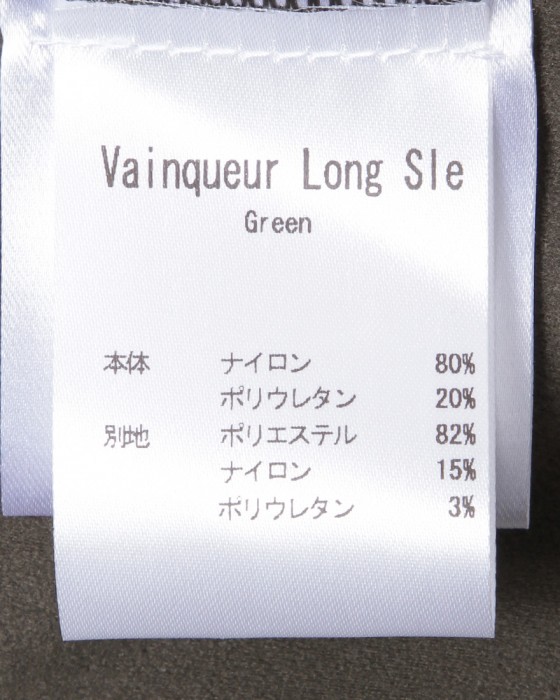 Vainqueur Long Sle
Green
本体 ナイロン 80%
ポリウレタン 20%
別地 ポリエステル 82%
ナイロン 15%
ポリウレタン 3%